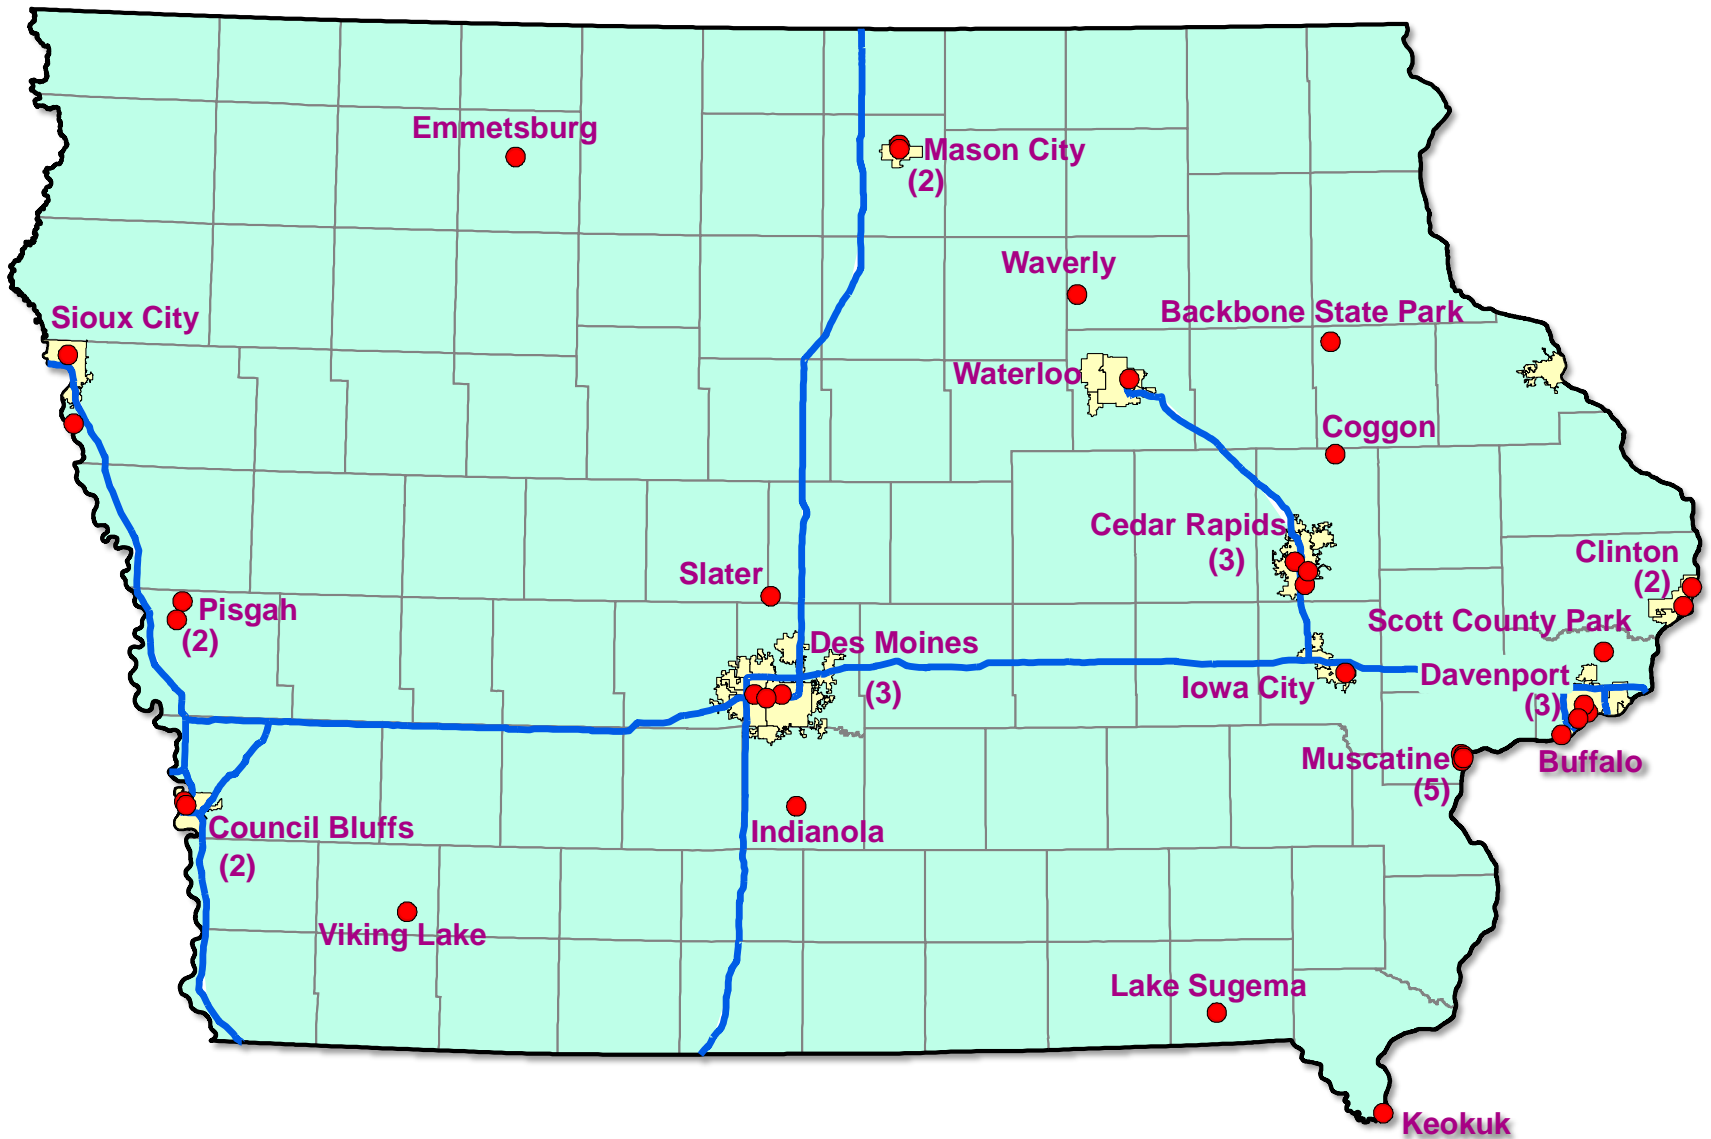 Emmetsburg
Mason City
(2)
Waverly
Backbone State Park
Sioux City
Waterloo
Coggon
Cedar Rapids
(3)
Clinton
(2)
Slater
Pisgah
(2)
Scott County Park
Des Moines
(3)
Iowa City
Davenport
(3)
Muscatine
(5)
Buffalo
Council Bluffs
(2)
Indianola
Viking Lake
Lake Sugema
Keokuk